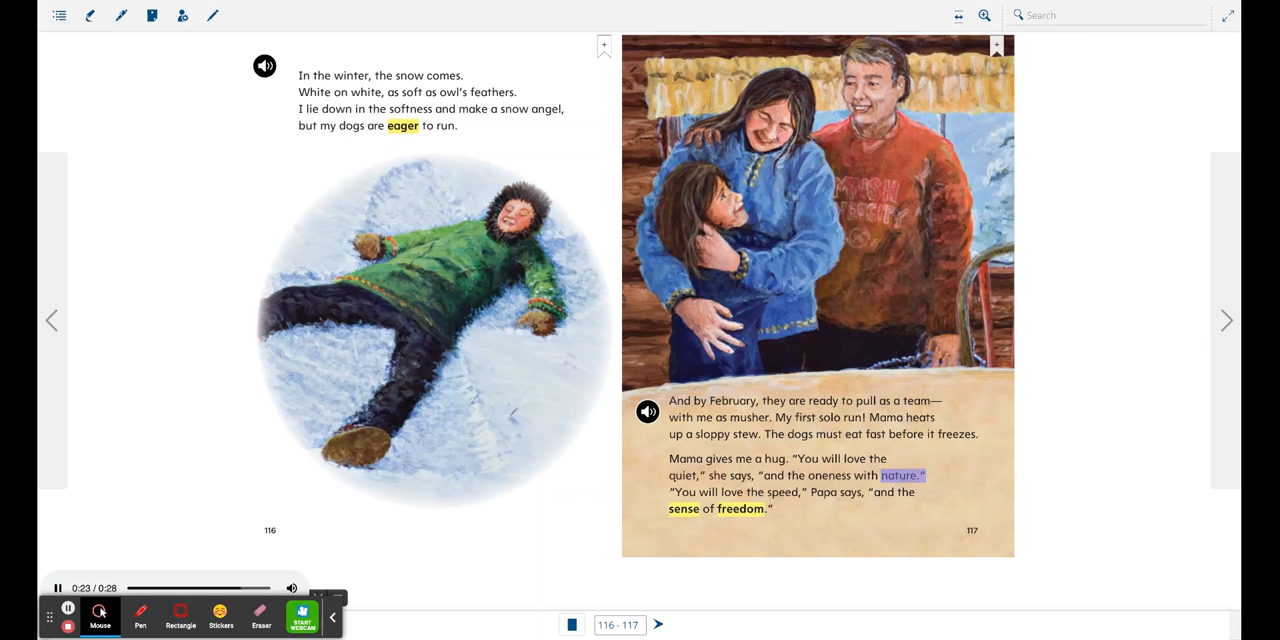 Search
In the winter, the snow comes.
White on white, as soft as owl's feathers.
I lie down in the softness and make a snow angel,
but my dogs are eager to run.
116
And by February, they are ready to pull as a team—
with me as musher. My first solo run! Mama heats
up a sloppy stew. The dogs must eat fast before it freezes.
Mama gives me a hug. “You will love the
quiet,” she says, “and the oneness with nature.”
“You will love the speed,” Papa says, “and the
sense of freedom.”
117
0:23 / 0:28
Mouse
Pen
Rectangle
Stickers
Eraser
START
WEBCAM
116 - 117